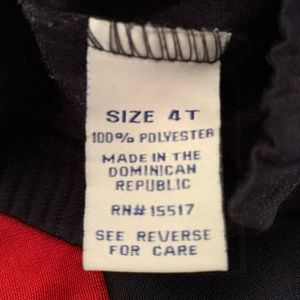 SIZE 4T
100% POLYESTER
MADE IN THE
DOMINICAN
REPUBLIC
RN# 15517
SEE REVERSE
FOR CARE